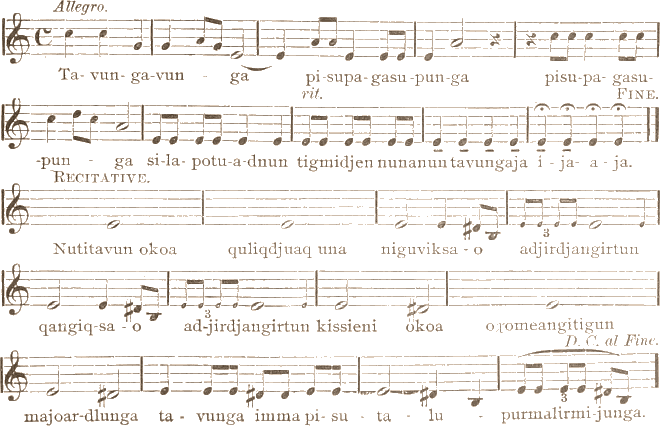 Allegro.
Ta- vun- ga-vun - ga pi-supa-gasu-pun-ga pisu-pa-gasu-
rit. FINE.
-pun - ga si-la-potu-a-dnun tigmidjen nunanun tavungaja i - ja- a - ja.
RECITATIVE.
Nutitavun okoa quliqdjuaq una niguviksa - o adjirdjangirtun
3
qangiq-sa - o ad-jirdjangirtun kissieni okoa oχomeangitigun
3
D. C. al Fine.
majoar-dlunga ta - vunga imma pi- su - ta - lu - purmalirmi-junga.
3